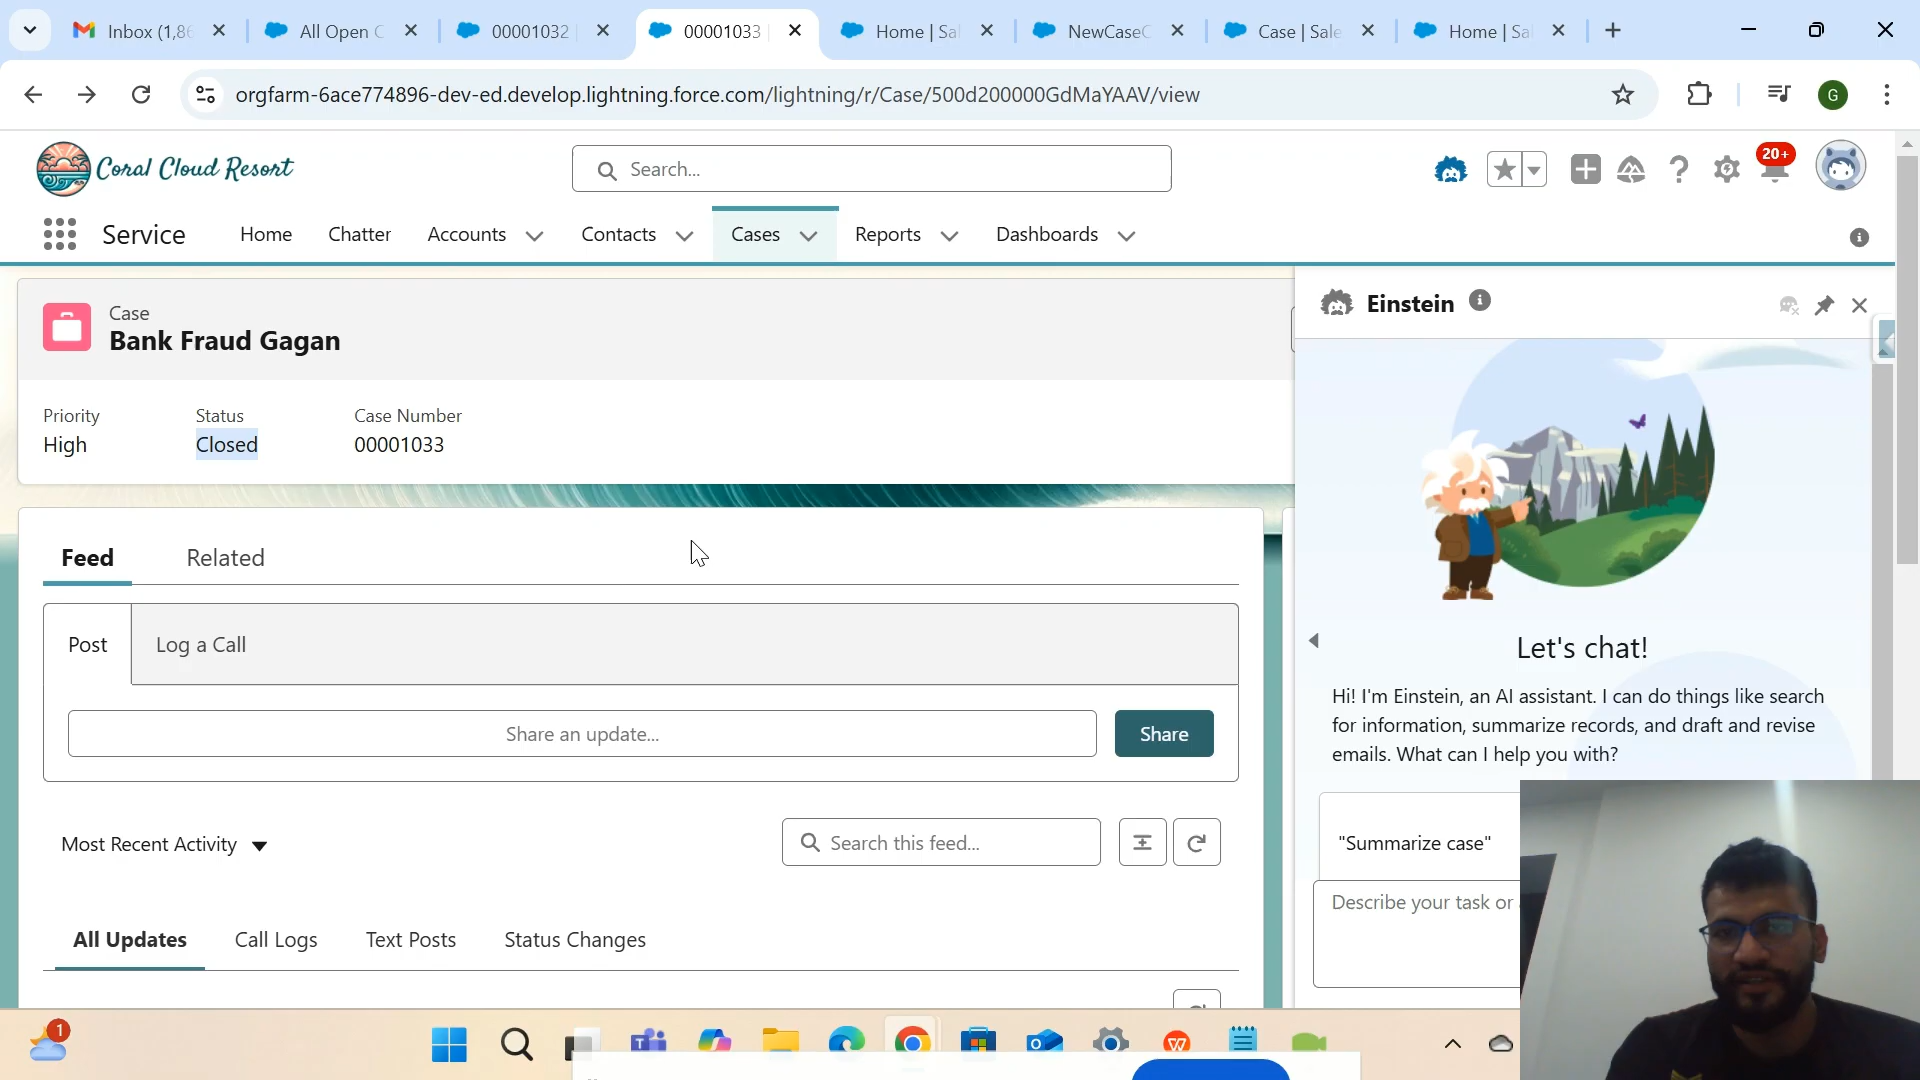 Inbox (1,86
All Open C
00001032
00001033
Home | Sal
NewCaseC
Case | Sale
Home | Sal
orgfarm-6ace774896-dev-ed.develop.lightning.force.com/lightning/r/Case/500d200000GdMaYAAV/view
G
Coral Cloud Resort
Search...
20+
Service
Home
Chatter
Accounts
Contacts
Cases
Reports
Dashboards
Case
Bank Fraud Gagan
Priority
Status
Case Number
High
Closed
00001033
Einstein
Let's chat!
Hi! I'm Einstein, an AI assistant. I can do things like search
for information, summarize records, and draft and revise
emails. What can I help you with?
"Summarize case"
Describe your task or
Feed
Related
Post
Log a Call
Share an update...
Share
Most Recent Activity
Search this feed...
All Updates
Call Logs
Text Posts
Status Changes
1